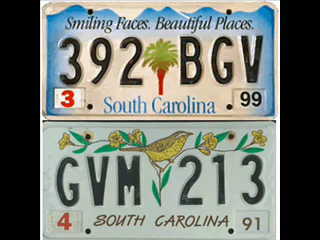 Smiling Faces. Beautiful Places.
392 BGV
3 South Carolina 99
GVM 213
4 SOUTH CAROLINA 91